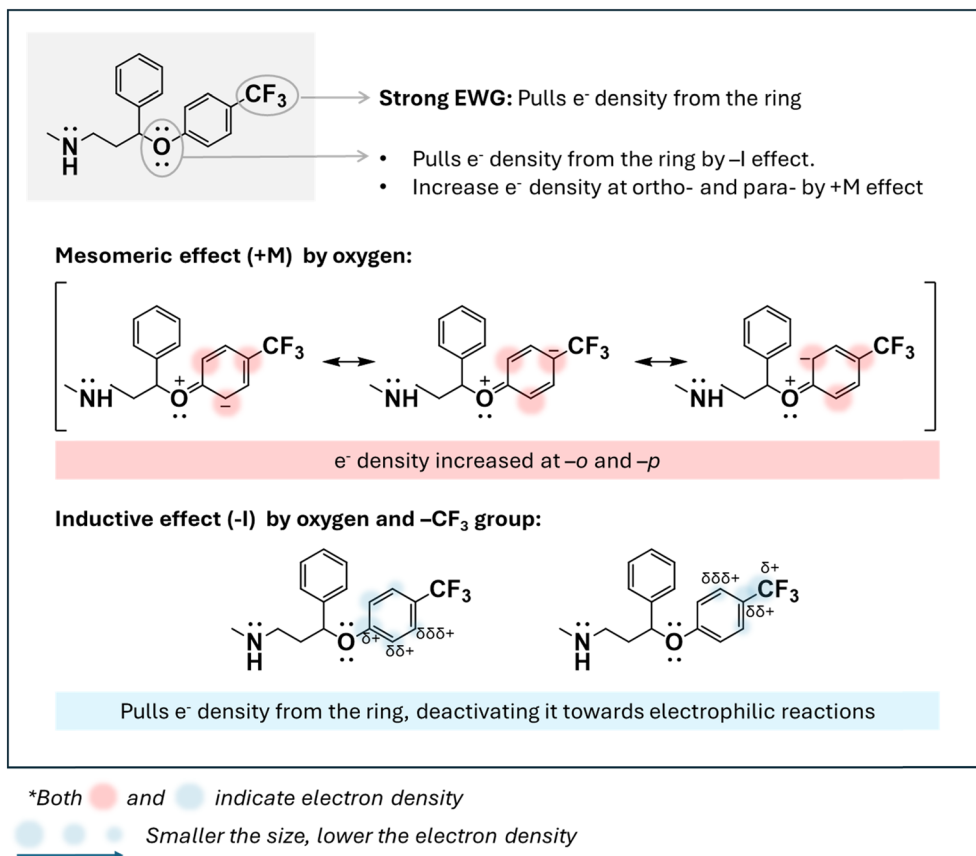 CF₃
N
H
O
Strong EWG: Pulls e⁻ density from the ring
• Pulls e⁻ density from the ring by –I effect.
• Increase e⁻ density at ortho- and para- by +M effect
Mesomeric effect (+M) by oxygen:
CF₃
NH
+
O
–
CF₃
NH
+
O
–
CF₃
NH
+
O
–
e⁻ density increased at –o and –p
Inductive effect (-I) by oxygen and –CF₃ group:
CF₃
N
H
O
δ+
δδ+
δδδ+
δ+
CF₃
δδδ+
δδ+
N
H
O
Pulls e⁻ density from the ring, deactivating it towards electrophilic reactions
*Both and indicate electron density
Smaller the size, lower the electron density